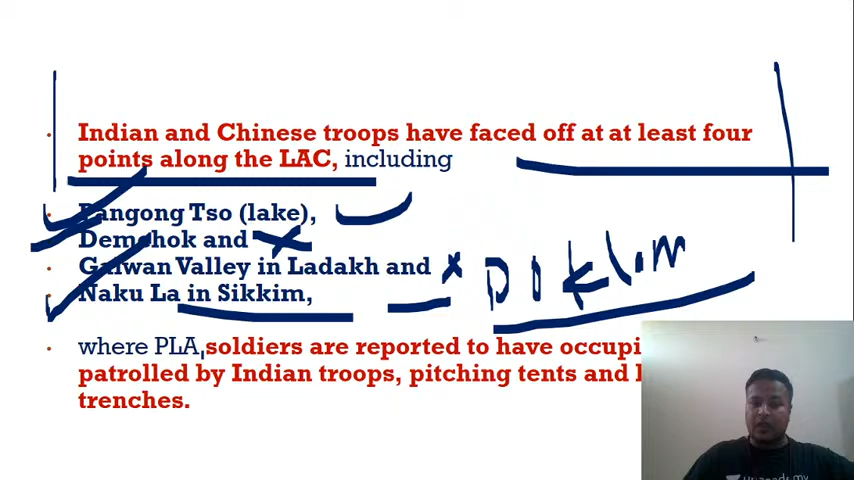 Indian and Chinese troops have faced off at at least four
points along the LAC, including
Pangong Tso (lake),
Demchok and
Galwan Valley in Ladakh and
Naku La in Sikkim,
Doklam
where PLA soldiers are reported to have
patrolled by Indian troops, pitching tents and
trenches.